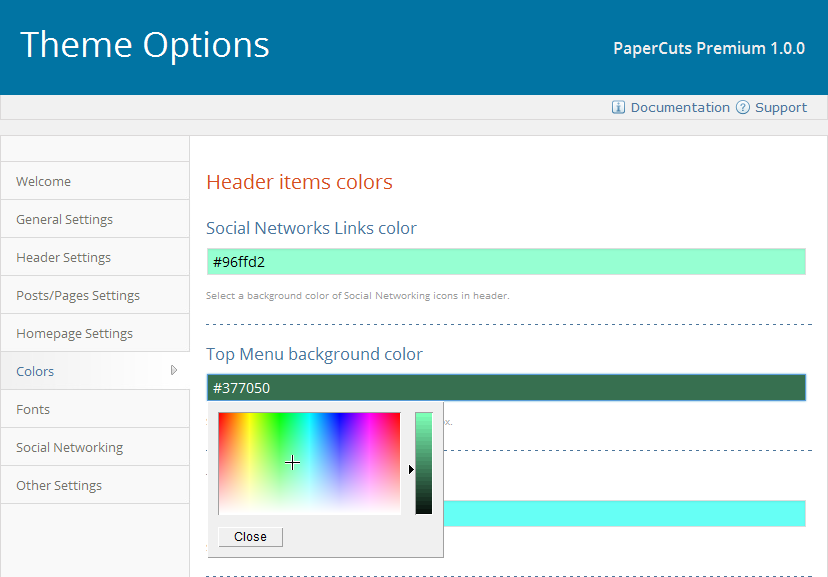 Theme Options
PaperCuts Premium 1.0.0
Documentation Support
Welcome
General Settings
Header Settings
Posts/Pages Settings
Homepage Settings
Colors
Fonts
Social Networking
Other Settings
Header items colors
Social Networks Links color
#96ffd2
Select a background color of Social Networking icons in header.
Top Menu background color
#377050
Close